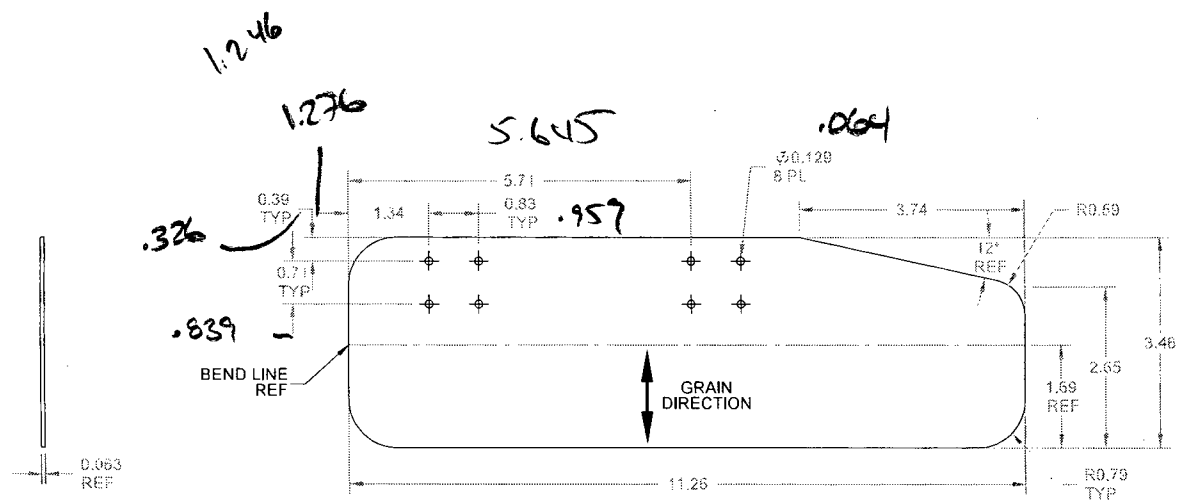 1.246
1.276
5.645
.064
Ø0.129
8 PL
5.71
0.39
TYP
1.34
0.83
TYP
.959
3.74
R0.59
.326
12°
REF
0.71
TYP
.839
BEND LINE
REF
GRAIN
DIRECTION
1.69
REF
2.65
3.46
0.063
REF
11.26
R0.79
TYP